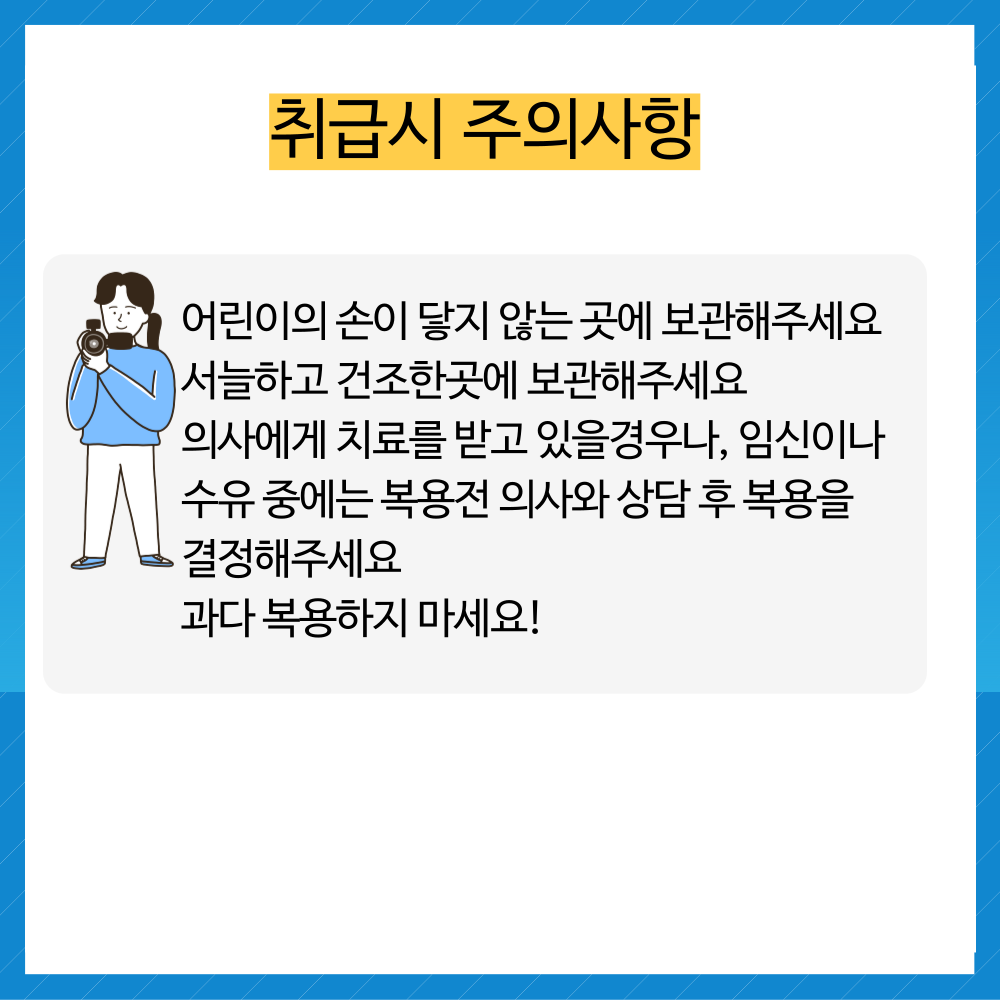 취급시 주의사항
어린이의 손이 닿지 않는 곳에 보관해주세요
서늘하고 건조한곳에 보관해주세요
의사에게 치료를 받고 있을경우나, 임신이나
수유 중에는 복용전 의사와 상담 후 복용을
결정해주세요
과다 복용하지 마세요!